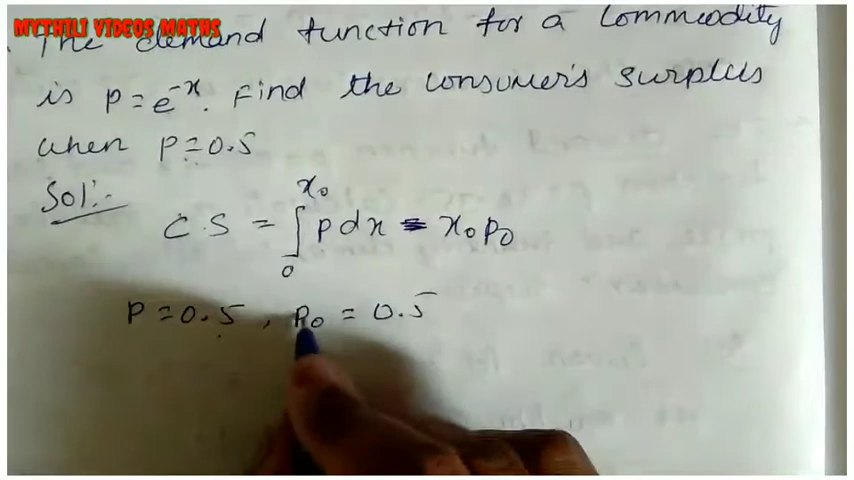 MYTHILI VIDEOS MATHS
. The demand function for a Commodity
is p = e^-x. Find the consumer's surplus
when p = 0.5
Sol:-
C.S = ∫_0^x₀ p dx - x₀p₀
p = 0.5, p₀ = 0.5